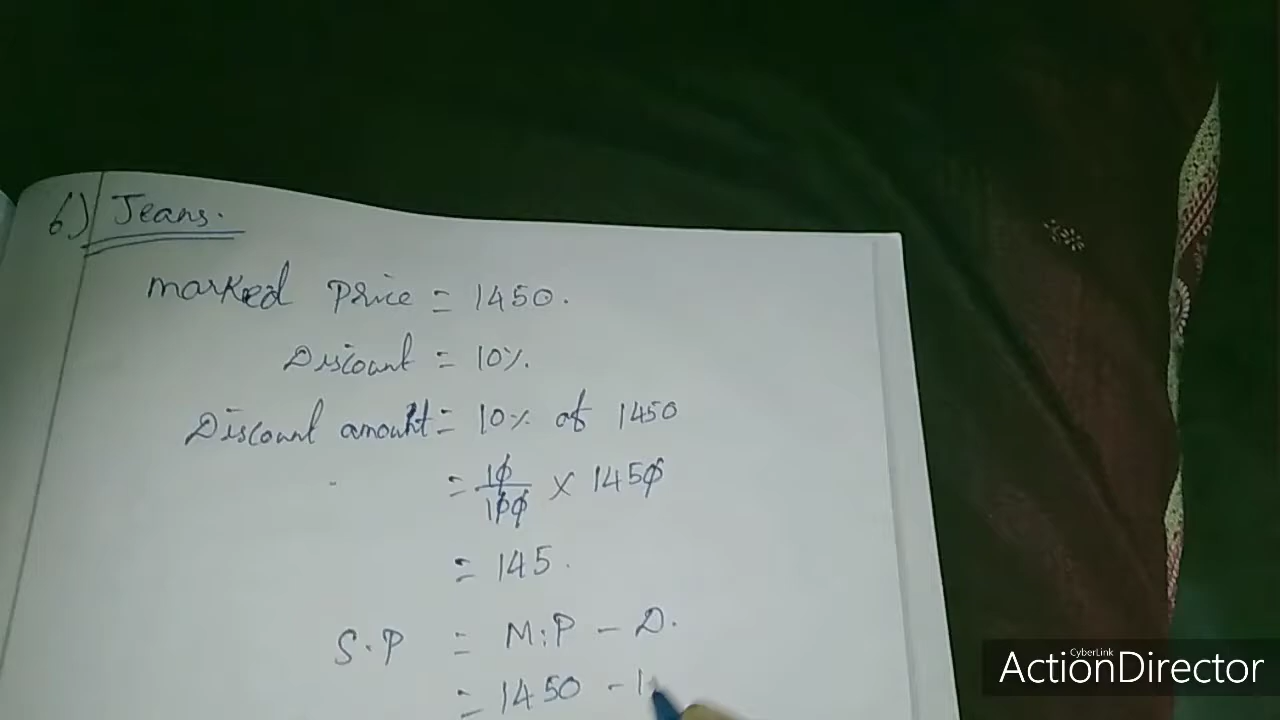 6) Jeans.
marked price = 1450.
Discount = 10%.
Discount amount = 10% of 1450
= 10/100 × 1450
= 145.
S.P = M.P - D.
= 1450 - 1
CyberLink
ActionDirector